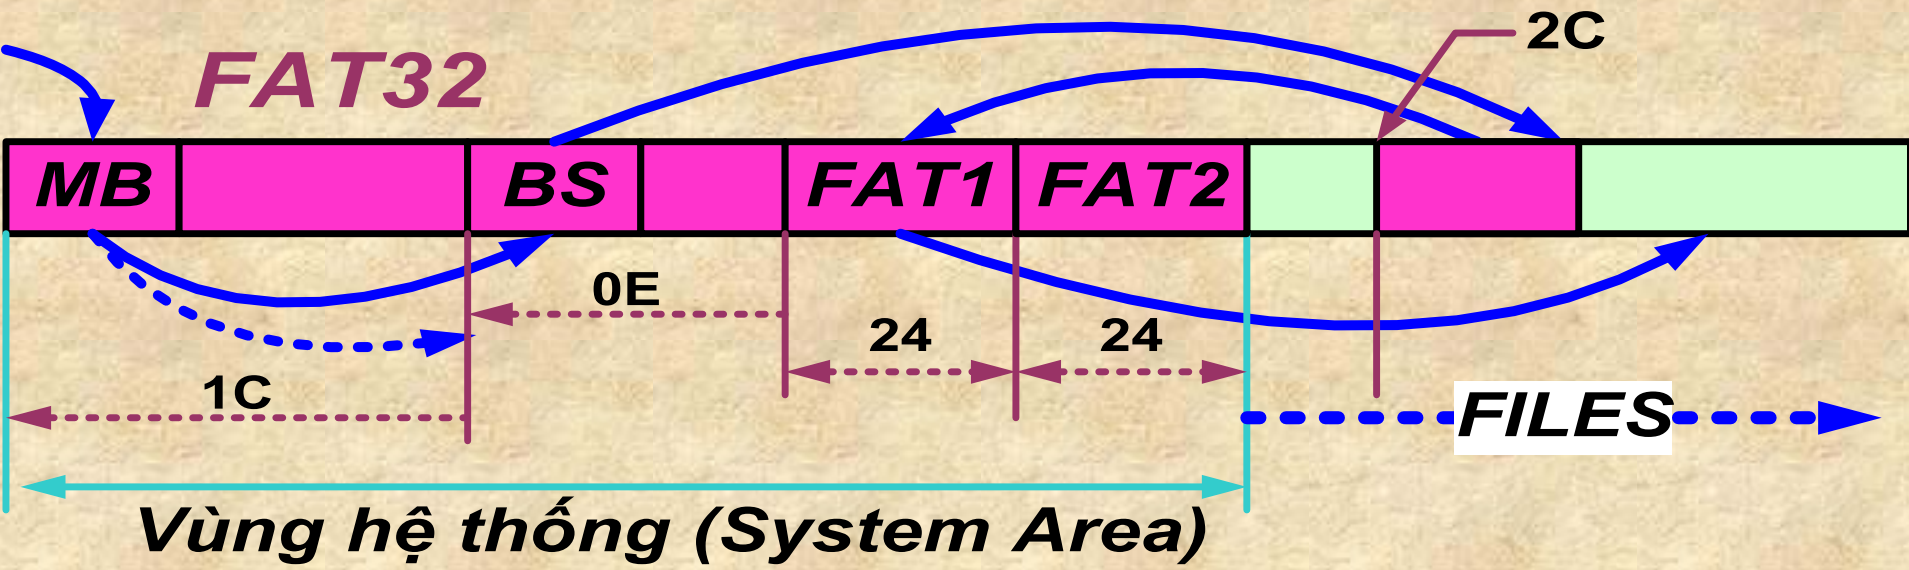 2C
FAT32
MB
BS
FAT1
FAT2
0E
24
24
1C
FILES
Vùng hệ thống (System Area)